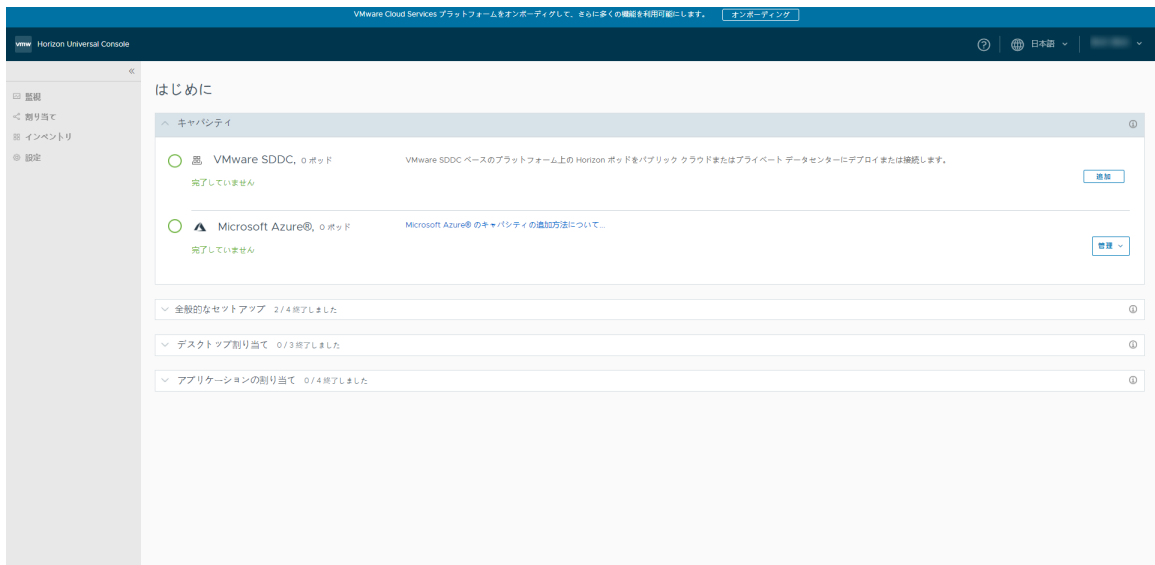 VMware Cloud Services プラットフォームをオンボーディグして、さらに多くの機能を利用可能にします。 オンボーディング
vmw Horizon Universal Console
日本語
はじめに
監視
割り当て
インベントリ
設定
キャパシティ
VMware SDDC, 0 ポッド
VMware SDDC ベースのプラットフォーム上の Horizon ポッドをパブリック クラウドまたはプライベート データセンターにデプロイまたは接続します。
追加
完了していません
Microsoft Azure®, 0 ポッド
Microsoft Azure® のキャパシティの追加方法について...
管理
完了していません
全般的なセットアップ 2 / 4 終了しました
デスクトップ割り当て 0 / 3 終了しました
アプリケーションの割り当て 0 / 4 終了しました